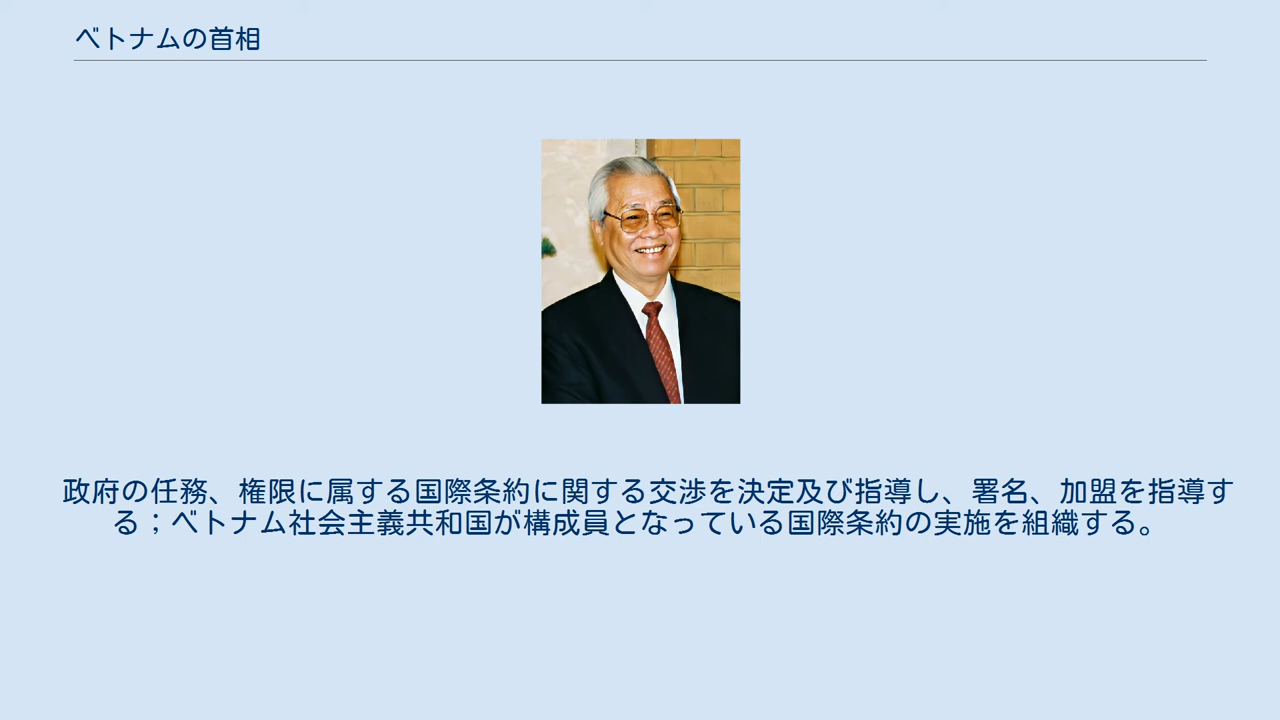 ベトナムの首相
政府の任務、権限に属する国際条約に関する交渉を決定及び指導し、署名、加盟を指導す
る；ベトナム社会主義共和国が構成員となっている国際条約の実施を組織する。